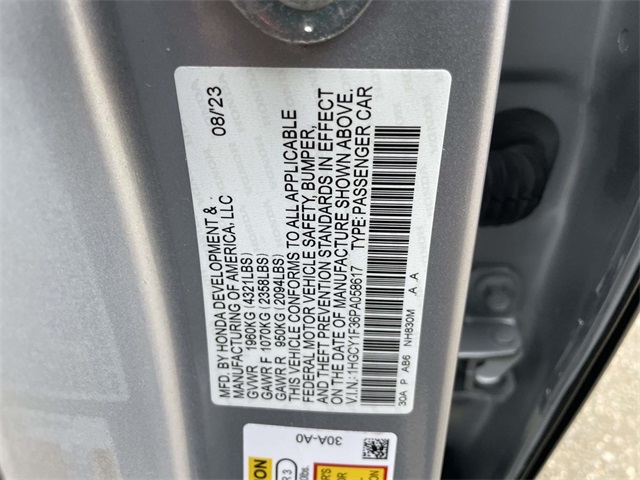 MFD. BY HONDA DEVELOPMENT & 08/'23
MANUFACTURING OF AMERICA, LLC
GVWR 1960KG (4321LBS)
GAWR F 1070KG (2358LBS)
GAWR R 950KG (2094LBS)
THIS VEHICLE CONFORMS TO ALL APPLICABLE
FEDERAL MOTOR VEHICLE SAFETY, BUMPER,
AND THEFT PREVENTION STANDARDS IN EFFECT
ON THE DATE OF MANUFACTURE SHOWN ABOVE.
V.I.N.: 1HGCY1F36PA058617 TYPE: PASSENGER CAR
30A P AB6 NH830M A A
30A-A0